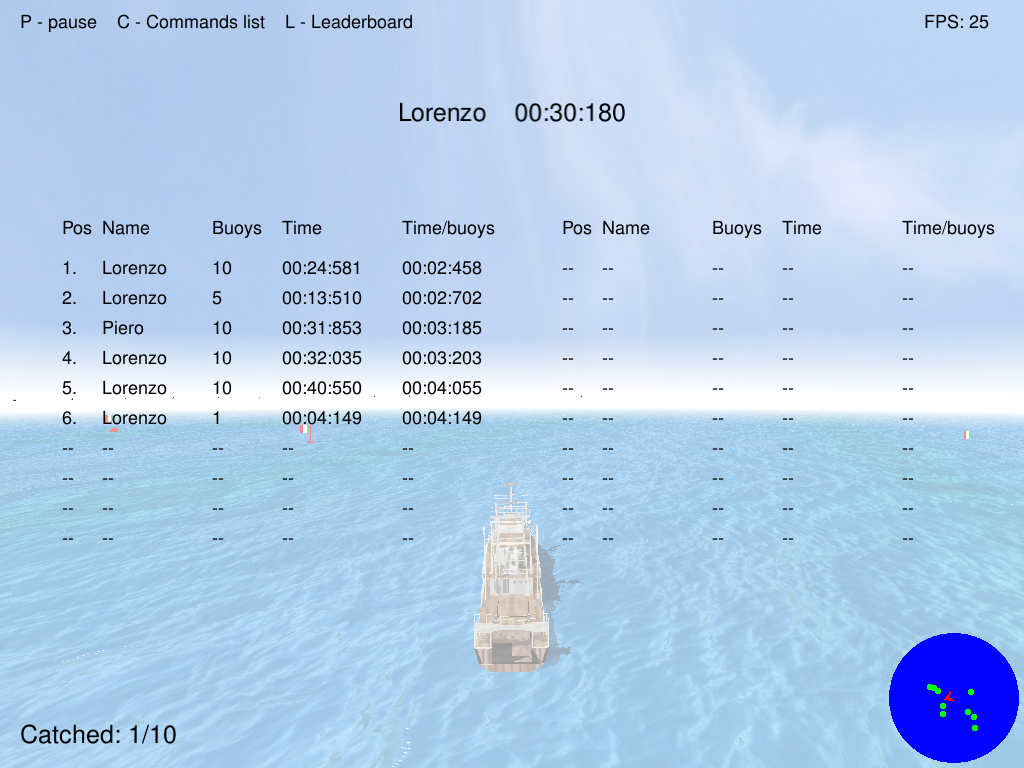 P - pause C - Commands list L - Leaderboard FPS: 25
Lorenzo 00:30:180
Pos Name Buoys Time Time/buoys Pos Name Buoys Time Time/buoys
1. Lorenzo 10 00:24:581 00:02:458 -- -- -- -- --
2. Lorenzo 5 00:13:510 00:02:702 -- -- -- -- --
3. Piero 10 00:31:853 00:03:185 -- -- -- -- --
4. Lorenzo 10 00:32:035 00:03:203 -- -- -- -- --
5. Lorenzo 10 00:40:550 00:04:055 -- -- -- -- --
6. Lorenzo 1 00:04:149 00:04:149 -- -- -- -- --
-- -- -- -- -- -- -- -- -- --
-- -- -- -- -- -- -- -- -- --
-- -- -- -- -- -- -- -- -- --
-- -- -- -- -- -- -- -- -- --
Catched: 1/10